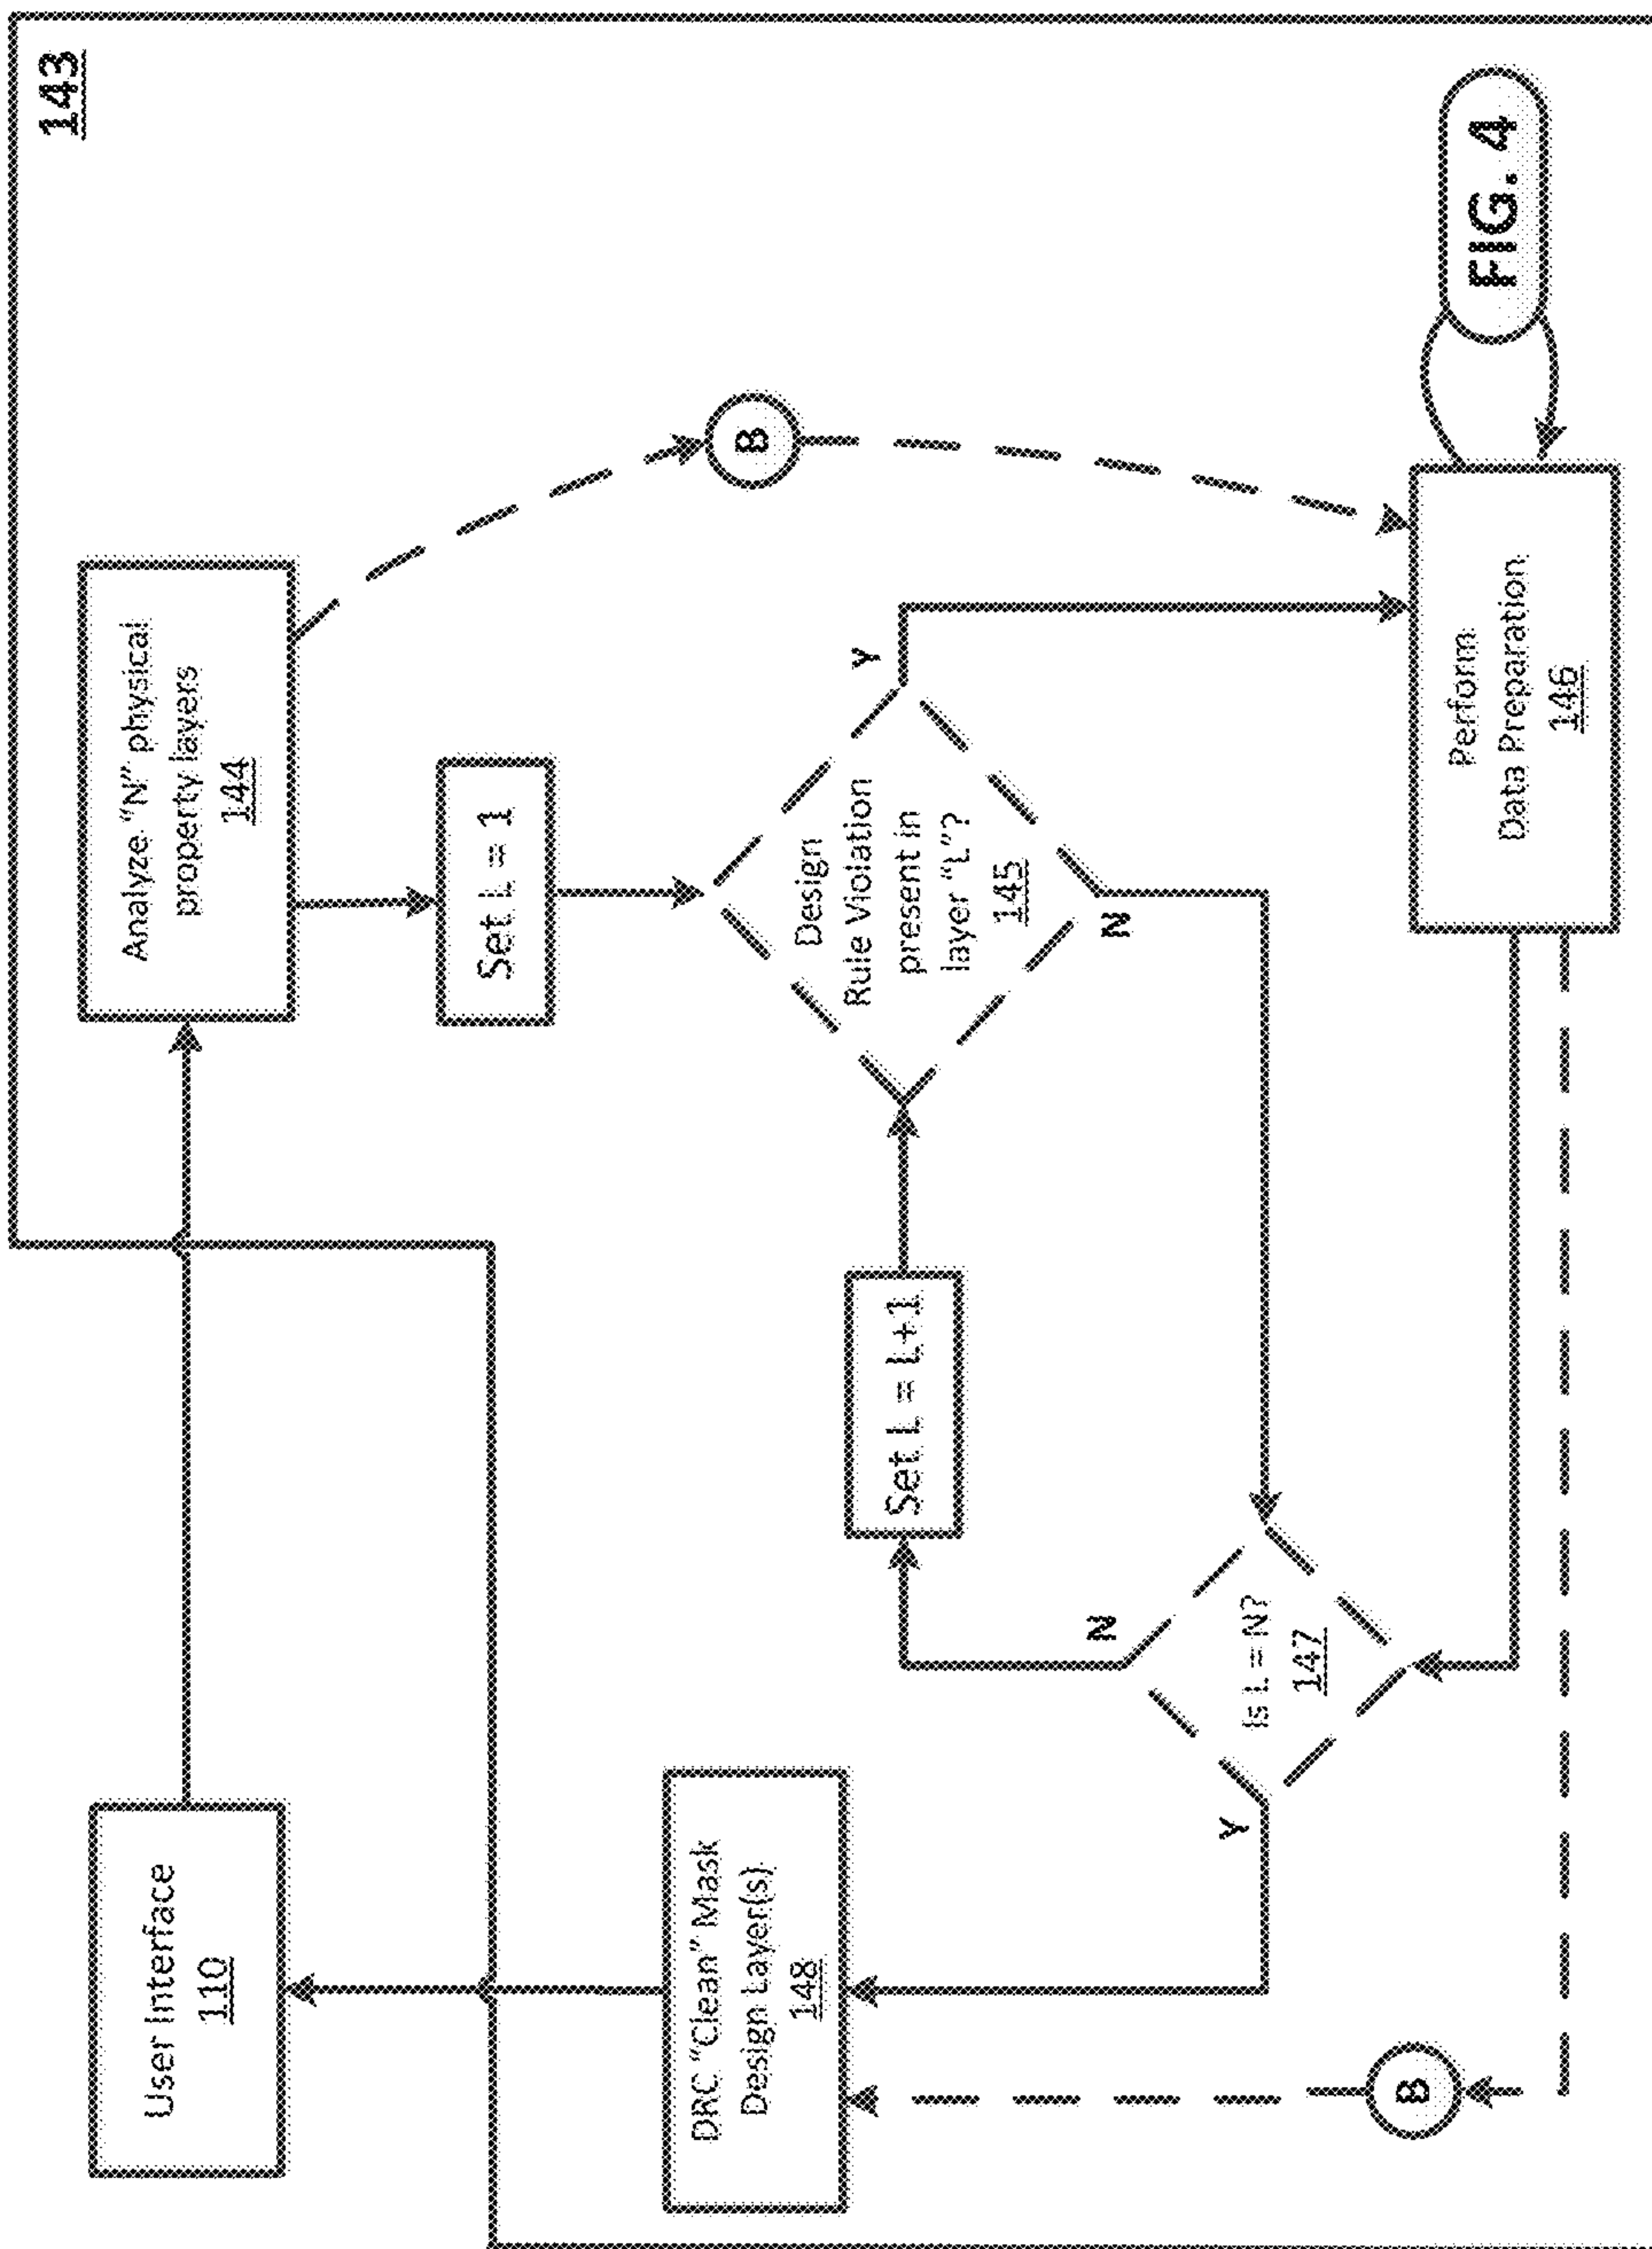 143
User Interface
110
Analyze "N" physical
property layers
144
Set L = 1
B
DRC "Clean" Mask
Design Layer(s)
148
Set L = L+1
Design
Rule Violation
present in
layer "L"?
145
Y
N
N
Y
Is L = N?
147
B
Perform
Data Preparation
146
FIG. 4